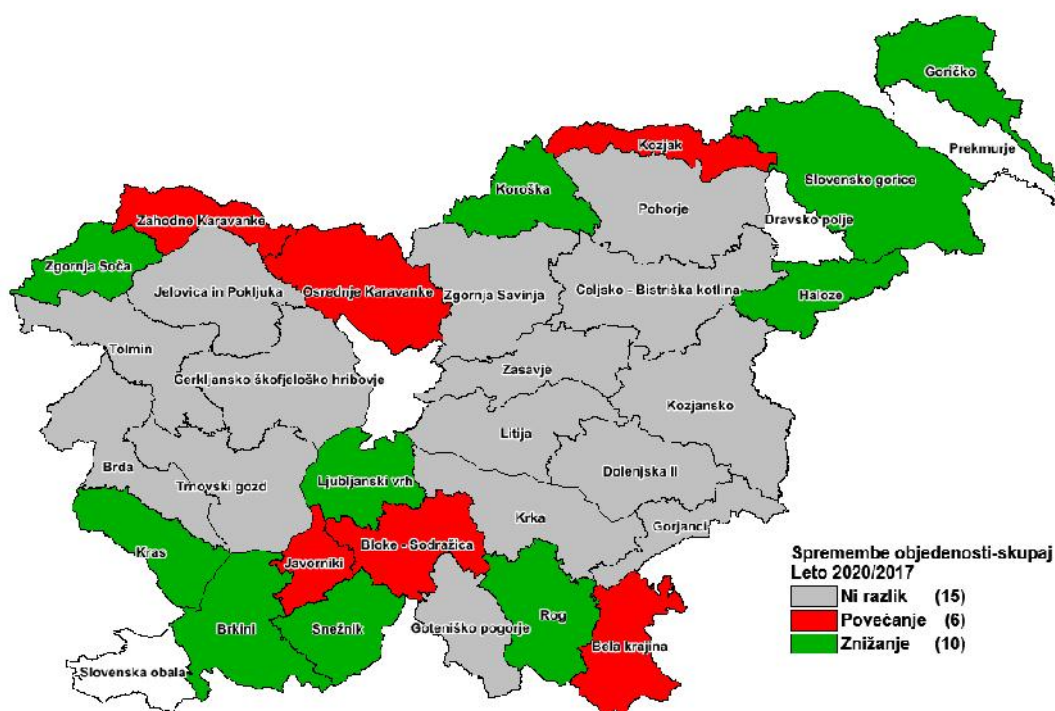 Goričko
Prekmurje
Kozjak
Slovenske gorice
Koroška
Pohorje
Dravsko polje
Zahodne Karavanke
Zgornja Soča
Jelovica in Pokljuka
Osrednje Karavanke
Zgornja Savinja
Celjsko - Bistriška kotlina
Haloze
Tolmin
Cerkljansko škofjeloško hribovje
Zasavje
Kozjansko
Litija
Brda
Trnovski gozd
Ljubljanski vrh
Dolenjska II
Krka
Gorjanci
Kras
Javorniki
Bloke - Sodražica
Brkini
Snežnik
Goteniško pogorje
Rog
Bela krajina
Slovenska obala
Spremembe objedenosti-skupaj
Leto 2020/2017
Ni razlik (15)
Povečanje (6)
Znižanje (10)